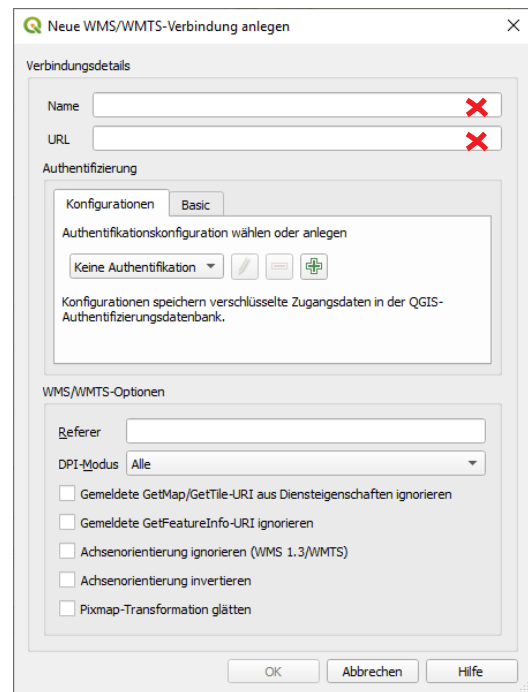 Neue WMS/WMTS-Verbindung anlegen
Verbindungsdetails
Name
URL
Authentifizierung
Konfigurationen Basic
Authentifikationskonfiguration wählen oder anlegen
Keine Authentifikation
Konfigurationen speichern verschlüsselte Zugangsdaten in der QGIS-
Authentifizierungsdatenbank.
WMS/WMTS-Optionen
Referer
DPI-Modus Alle
Gemeldete GetMap/GetTile-URI aus Diensteigenschaften ignorieren
Gemeldete GetFeatureInfo-URI ignorieren
Achsenorientierung ignorieren (WMS 1.3/WMTS)
Achsenorientierung invertieren
Pixmap-Transformation glätten
OK Abbrechen Hilfe